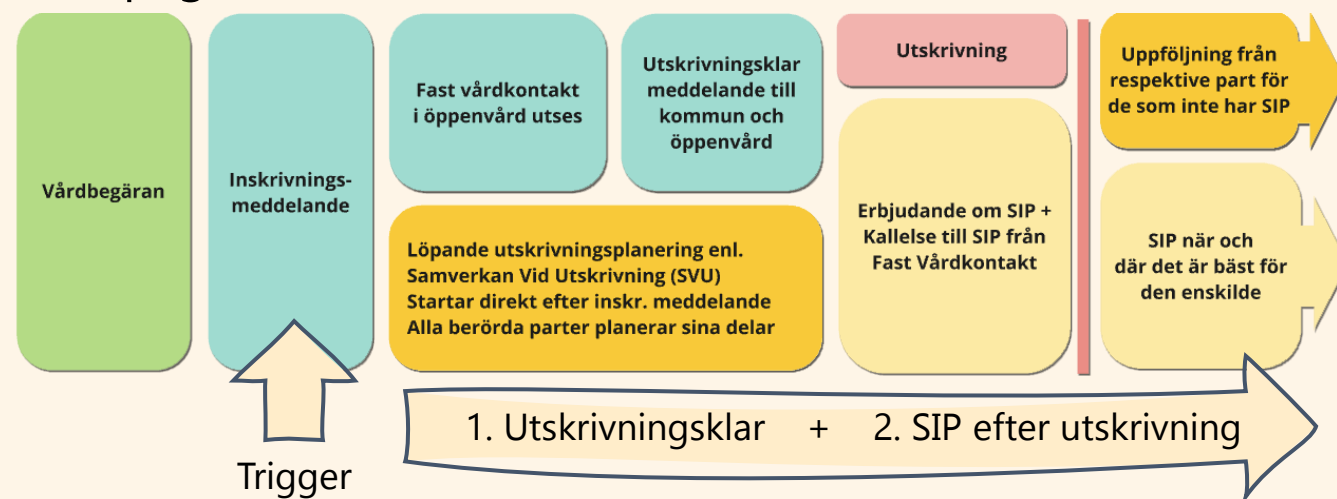 Vårdbegäran
Inskrivnings-
meddelande
Fast vårdkontakt
i öppenvård utses
Utskrivningsklar
meddelande till
kommun och
öppenvård
Löpande utskrivningsplanering enl.
Samverkan Vid Utskrivning (SVU)
Startar direkt efter inskr. meddelande
Alla berörda parter planerar sina delar
Utskrivning
Erbjudande om SIP +
Kallelse till SIP från
Fast Vårdkontakt
Uppföljning från
respektive part för
de som inte har SIP
SIP när och
där det är bäst för
den enskilde
1. Utskrivningsklar + 2. SIP efter utskrivning
Trigger